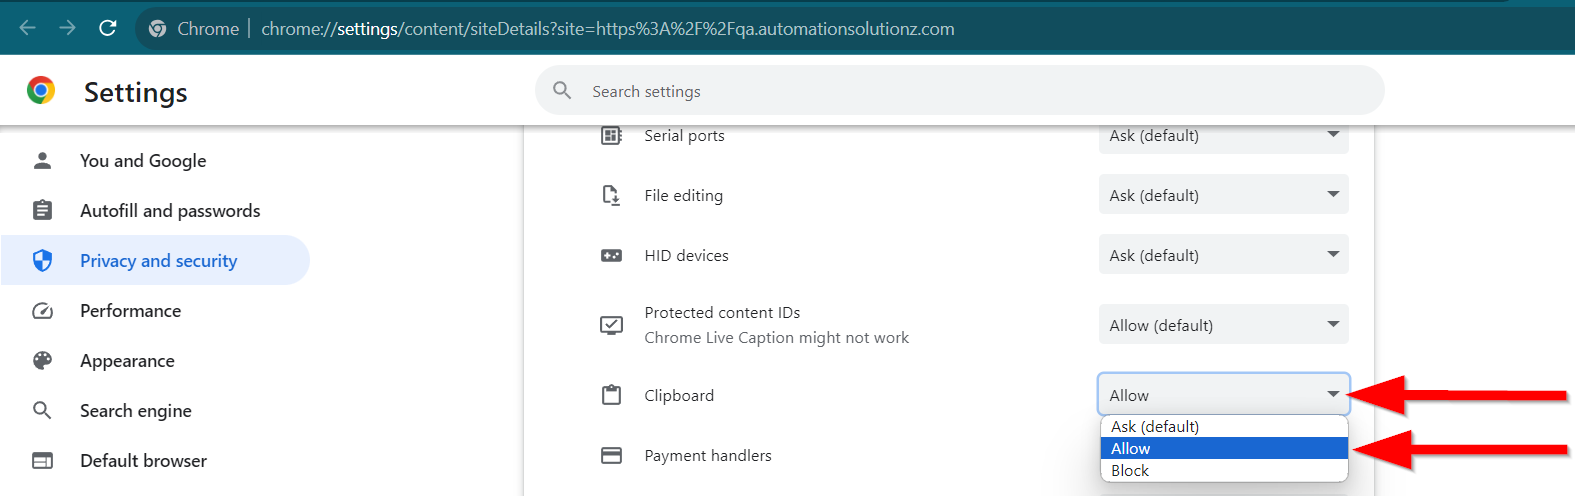 Chrome chrome://settings/content/siteDetails?site=https%3A%2F%2Fqa.automationsolutionz.com
Settings
Search settings
You and Google
Autofill and passwords
Privacy and security
Performance
Appearance
Search engine
Default browser
Serial ports Ask (default)
File editing Ask (default)
HID devices Ask (default)
Protected content IDs
Chrome Live Caption might not work
Allow (default)
Clipboard Allow
Ask (default)
Allow
Block
Payment handlers